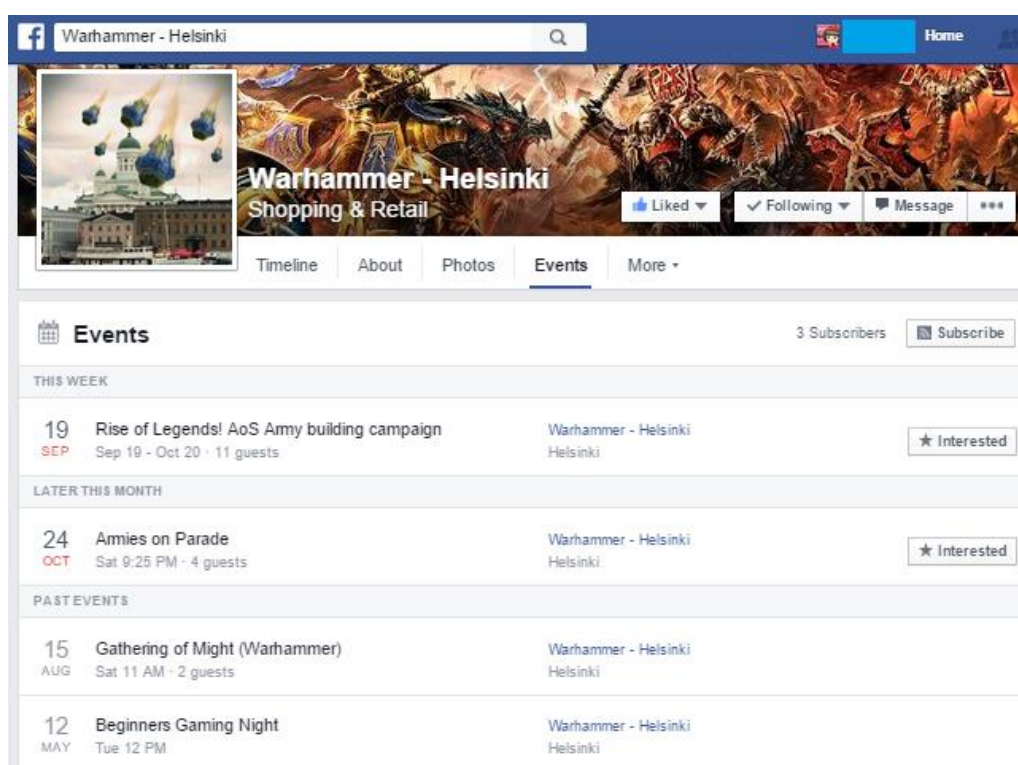 Warhammer - Helsinki
Home
Warhammer - Helsinki
Shopping & Retail
Liked
Following
Message
Timeline About Photos Events More
Events
3 Subscribers Subscribe
THIS WEEK
19 Rise of Legends! AoS Army building campaign Warhammer - Helsinki
SEP Sep 19 - Oct 20 · 11 guests Helsinki
Interested
LATER THIS MONTH
24 Armies on Parade Warhammer - Helsinki
OCT Sat 9:25 PM · 4 guests Helsinki
Interested
PAST EVENTS
15 Gathering of Might (Warhammer) Warhammer - Helsinki
AUG Sat 11 AM · 2 guests Helsinki
12 Beginners Gaming Night Warhammer - Helsinki
MAY Tue 12 PM Helsinki